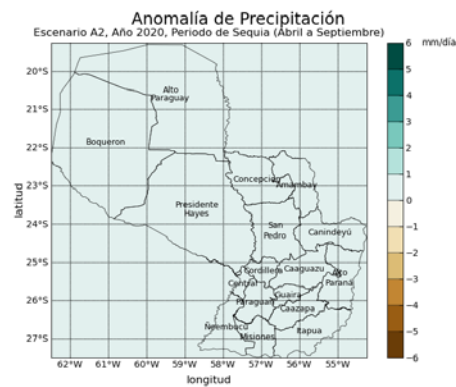 Anomalía de Precipitación
Escenario A2, Año 2020, Periodo de Sequia (Abril a Septiembre)
mm/día
6
5
4
3
2
1
0
−1
−2
−3
−4
−5
−6
latitud
20°S
21°S
22°S
23°S
24°S
25°S
26°S
27°S
Alto
Paraguay
Boqueron
Concepción
Amambay
Presidente
Hayes
San
Pedro
Canindeyú
Cordillera
Caaguazu
Alto
Paraná
Central
Paraguari
Guaira
Caazapa
Ñeembucú
Misiones
Itapua
62°W
61°W
60°W
59°W
58°W
57°W
56°W
55°W
longitud